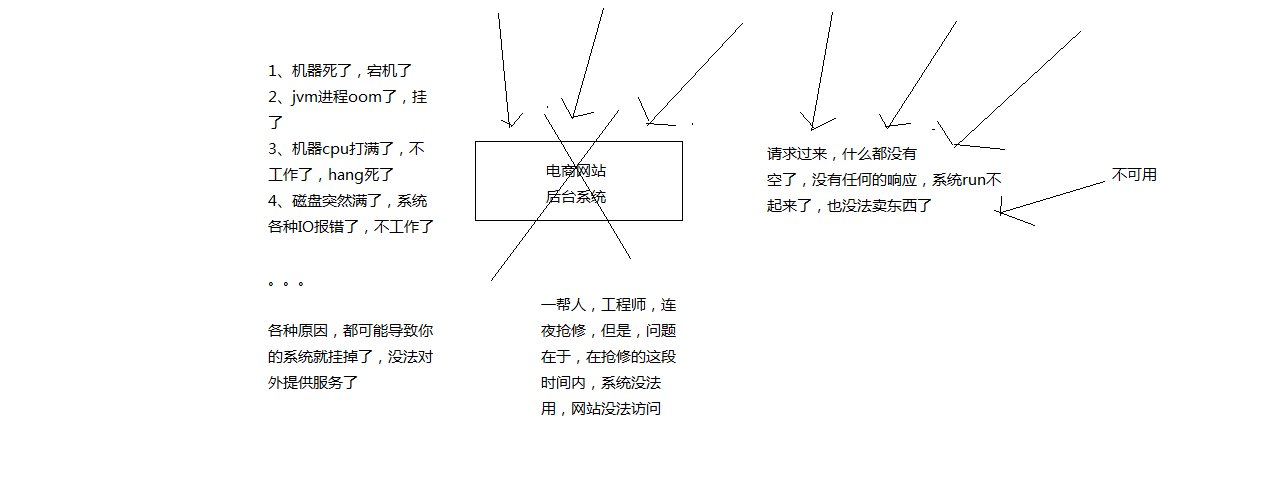 1、机器死了，宕机了
2、jvm进程oom了，挂
了
3、机器cpu打满了，不
工作了，hang死了
4、磁盘突然满了，系统
各种IO报错了，不工作了
。。。
各种原因，都可能导致你
的系统就挂掉了，没法对
外提供服务了
电商网站
后台系统
一帮人，工程师，连
夜抢修，但是，问题
在于，在抢修的这段
时间内，系统没法
用，网站没法访问
请求过来，什么都没有
空了，没有任何的响应，系统run不
起来了，也没法卖东西了
不可用